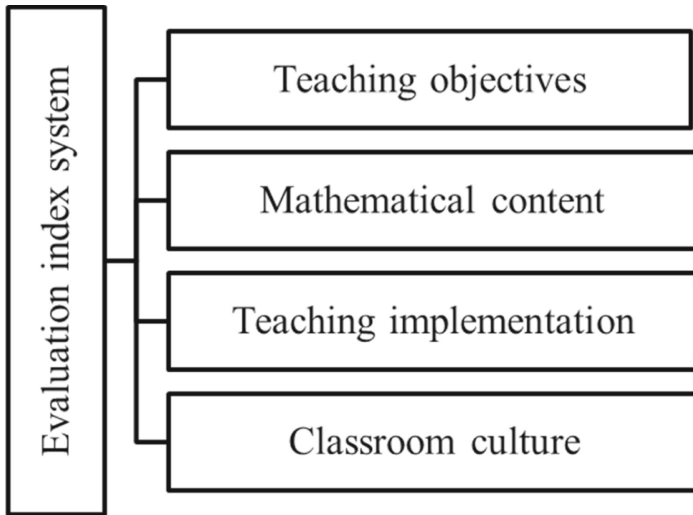 Evaluation index system
Teaching objectives
Mathematical content
Teaching implementation
Classroom culture